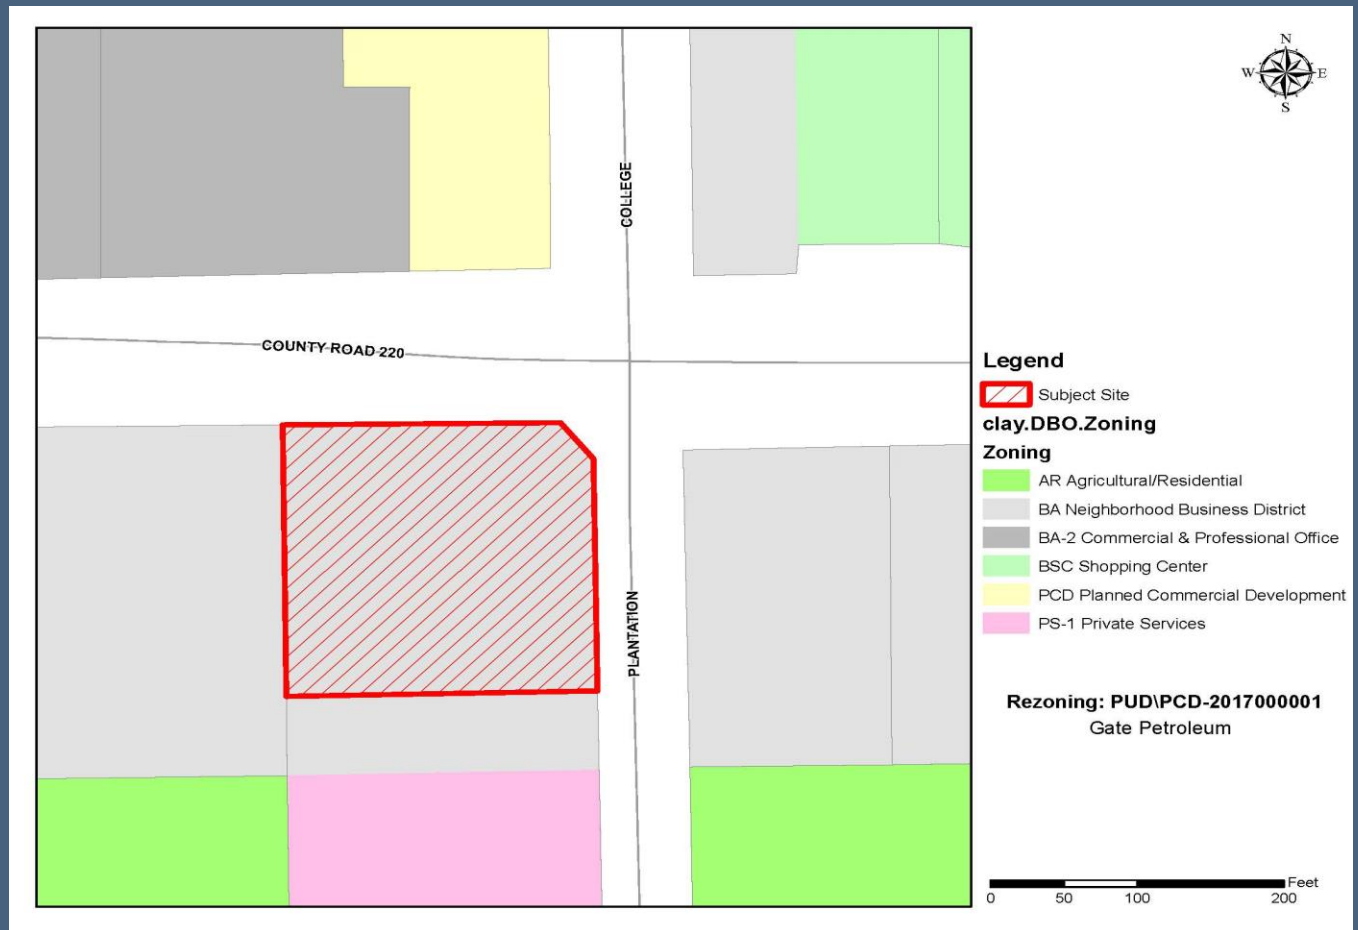 N
W E
S
COLLEGE
COUNTY ROAD 220
PLANTATION
Legend
Subject Site
clay.DBO.Zoning
Zoning
AR Agricultural/Residential
BA Neighborhood Business District
BA-2 Commercial & Professional Office
BSC Shopping Center
PCD Planned Commercial Development
PS-1 Private Services
Rezoning: PUD\PCD-2017000001
Gate Petroleum
Feet
0 50 100 200